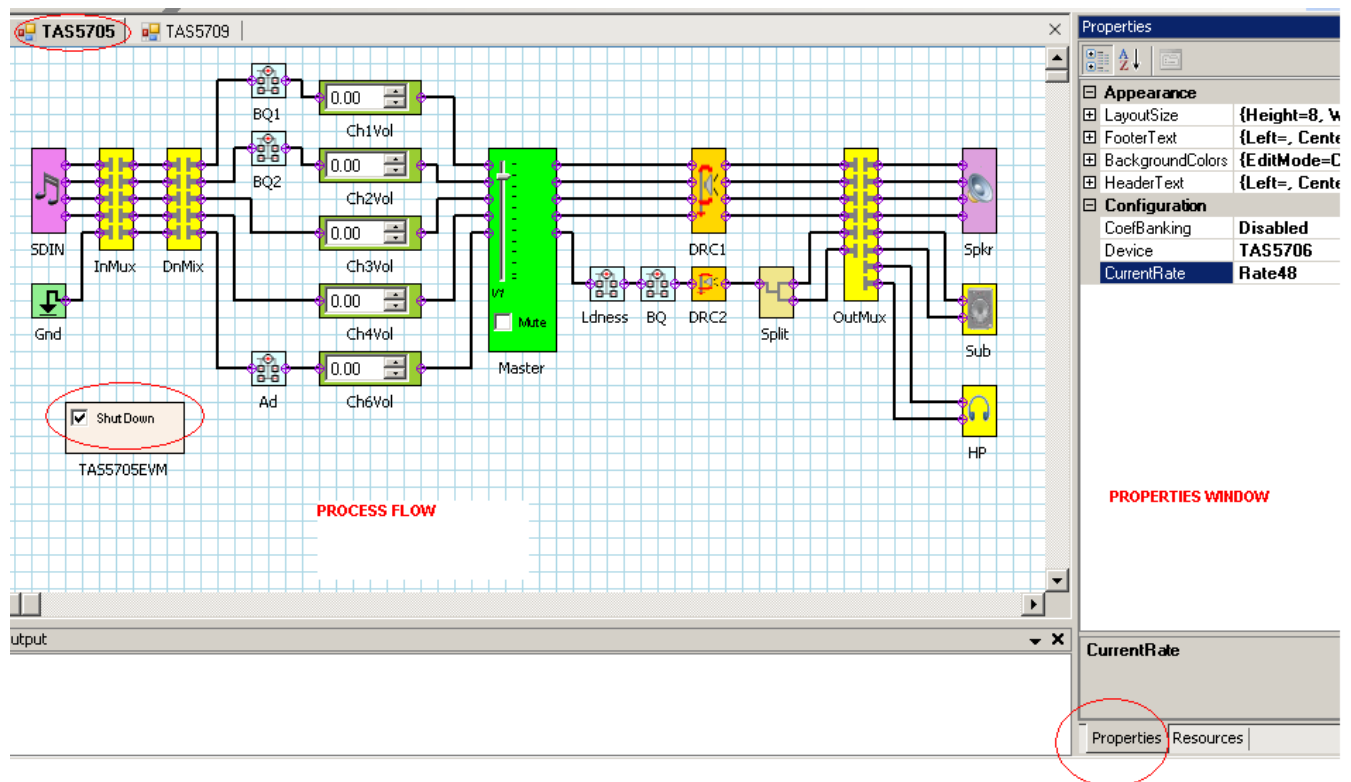 TAS5705
TAS5709
Properties
Appearance
LayoutSize {Height=8, W
FooterText {Left=, Cente
BackgroundColors {EditMode=C
HeaderText {Left=, Cente
Configuration
CoefBanking Disabled
Device TAS5706
CurrentRate Rate48
BQ1
0.00
Ch1Vol
BQ2
0.00
Ch2Vol
0.00
Ch3Vol
0.00
Ch4Vol
Ad
0.00
Ch6Vol
SDIN
InMux
DnMix
Gnd
Mute
Master
DRC1
Ldness
BQ
DRC2
Split
OutMux
Spkr
Sub
HP
ShutDown
TAS5705EVM
PROCESS FLOW
PROPERTIES WINDOW
utput
CurrentRate
Properties
Resources